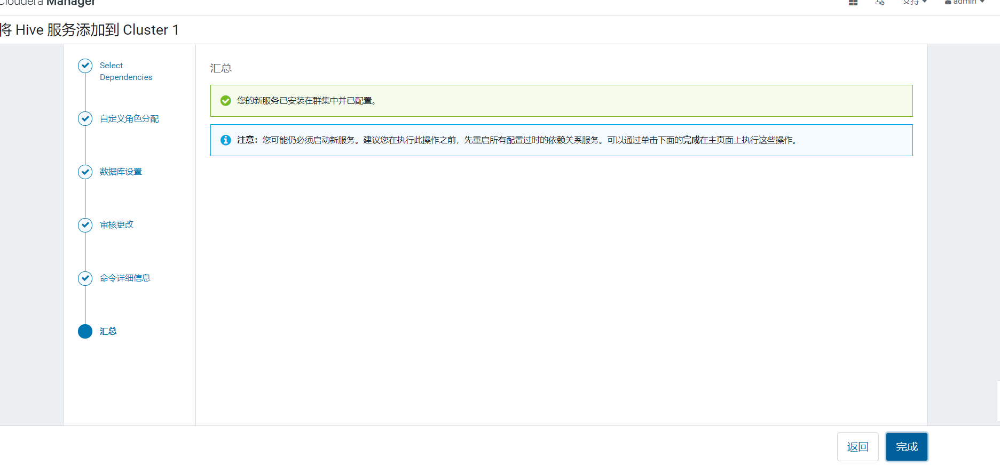 Cloudera Manager
支持
admin
将 Hive 服务添加到 Cluster 1
Select
Dependencies
自定义角色分配
数据库设置
审核更改
命令详细信息
汇总
汇总
您的新服务已安装在群集中并已配置。
注意：您可能仍必须启动新服务。建议您在执行此操作之前，先重启所有配置过时的依赖关系服务。可以通过单击下面的完成在主页面上执行这些操作。
返回
完成